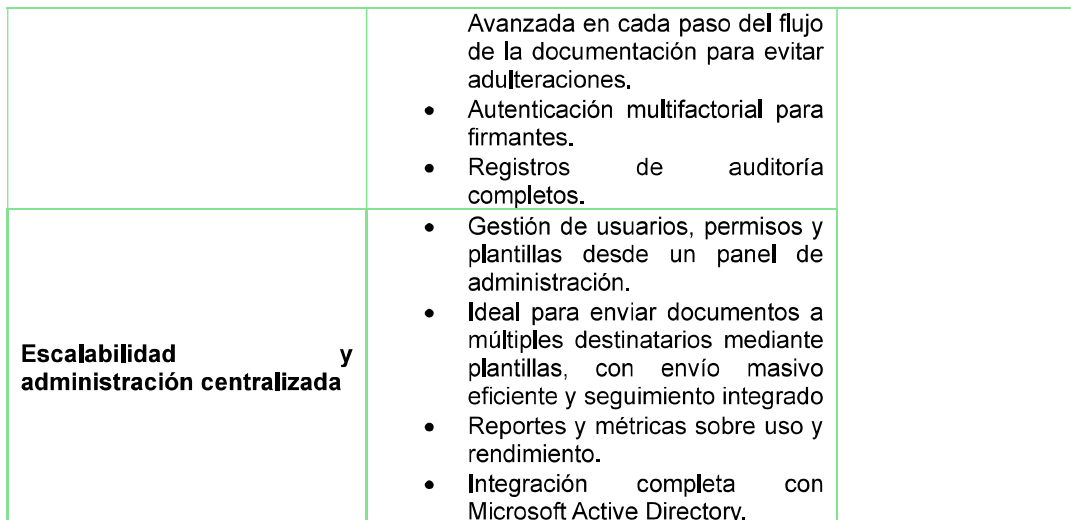 Avanzada en cada paso del flujo
de la documentación para evitar
adulteraciones.
• Autenticación multifactorial para
firmantes.
• Registros de auditoría
completos.
Escalabilidad y
administración centralizada
• Gestión de usuarios, permisos y
plantillas desde un panel de
administración.
• Ideal para enviar documentos a
múltiples destinatarios mediante
plantillas, con envío masivo
eficiente y seguimiento integrado
• Reportes y métricas sobre uso y
rendimiento.
• Integración completa con
Microsoft Active Directory.